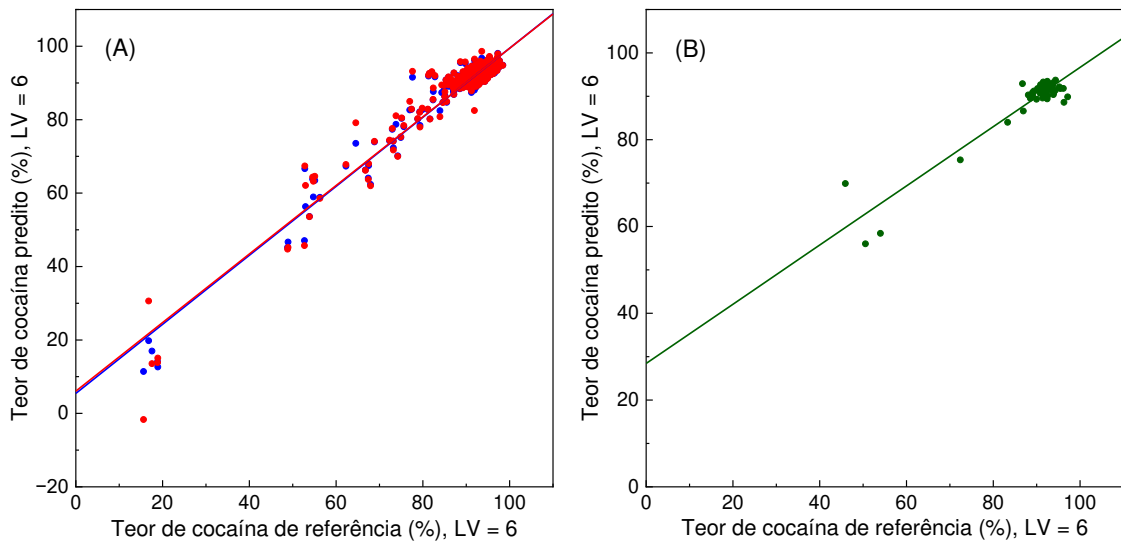 (A)
Teor de cocaína predito (%), LV = 6
100
80
60
40
20
0
−20
0 20 40 60 80 100
Teor de cocaína de referência (%), LV = 6
(B)
Teor de cocaína predito (%), LV = 6
100
80
60
40
20
0
0 20 40 60 80 100
Teor de cocaína de referência (%), LV = 6